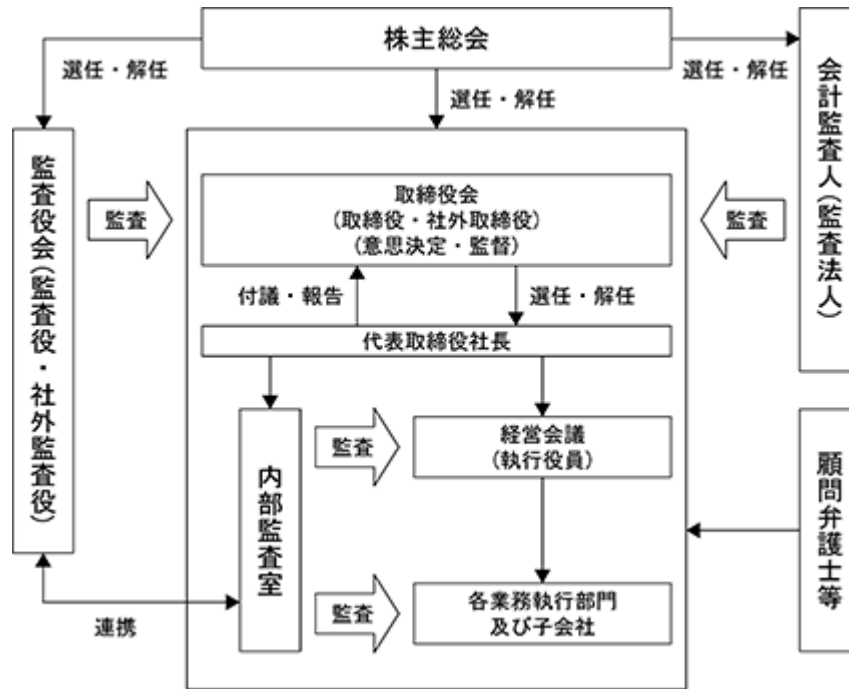 株主総会
選任・解任
選任・解任
選任・解任
監査役会(監査役・社外監査役)
監査
取締役会
(取締役・社外取締役)
(意思決定・監督)
監査
会計監査人(監査法人)
付議・報告
選任・解任
代表取締役社長
内部監査室
監査
経営会議
(執行役員)
顧問弁護士等
監査
各業務執行部門
及び子会社
連携